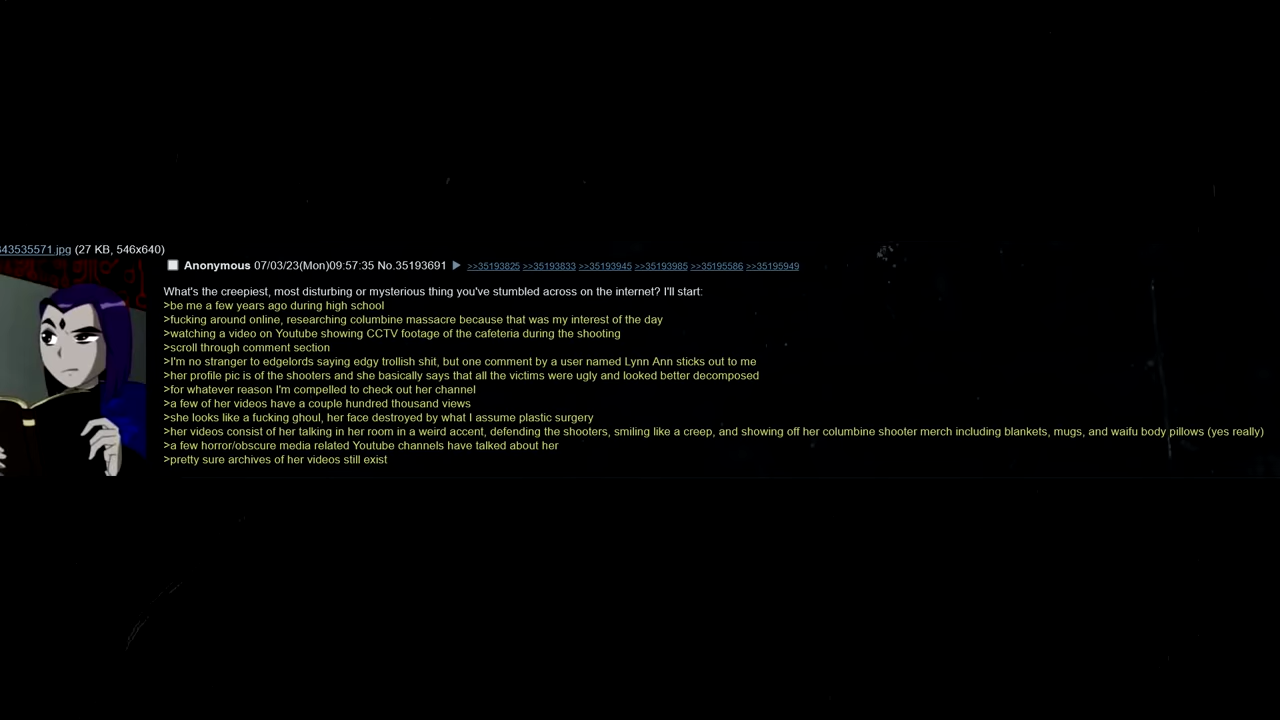 43535571.jpg (27 KB, 546x640)
Anonymous 07/03/23(Mon)09:57:35 No.35193691 ▶ >>35193825 >>35193833 >>35193945 >>35193985 >>35195586 >>35195949
What's the creepiest, most disturbing or mysterious thing you've stumbled across on the internet? I'll start:
>be me a few years ago during high school
>fucking around online, researching columbine massacre because that was my interest of the day
>watching a video on Youtube showing CCTV footage of the cafeteria during the shooting
>scroll through comment section
>I'm no stranger to edgelords saying edgy trollish shit, but one comment by a user named Lynn Ann sticks out to me
>her profile pic is of the shooters and she basically says that all the victims were ugly and looked better decomposed
>for whatever reason I'm compelled to check out her channel
>a few of her videos have a couple hundred thousand views
>she looks like a fucking ghoul, her face destroyed by what I assume plastic surgery
>her videos consist of her talking in her room in a weird accent, defending the shooters, smiling like a creep, and showing off her columbine shooter merch including blankets, mugs, and waifu body pillows (yes really)
>a few horror/obscure media related Youtube channels have talked about her
>pretty sure archives of her videos still exist